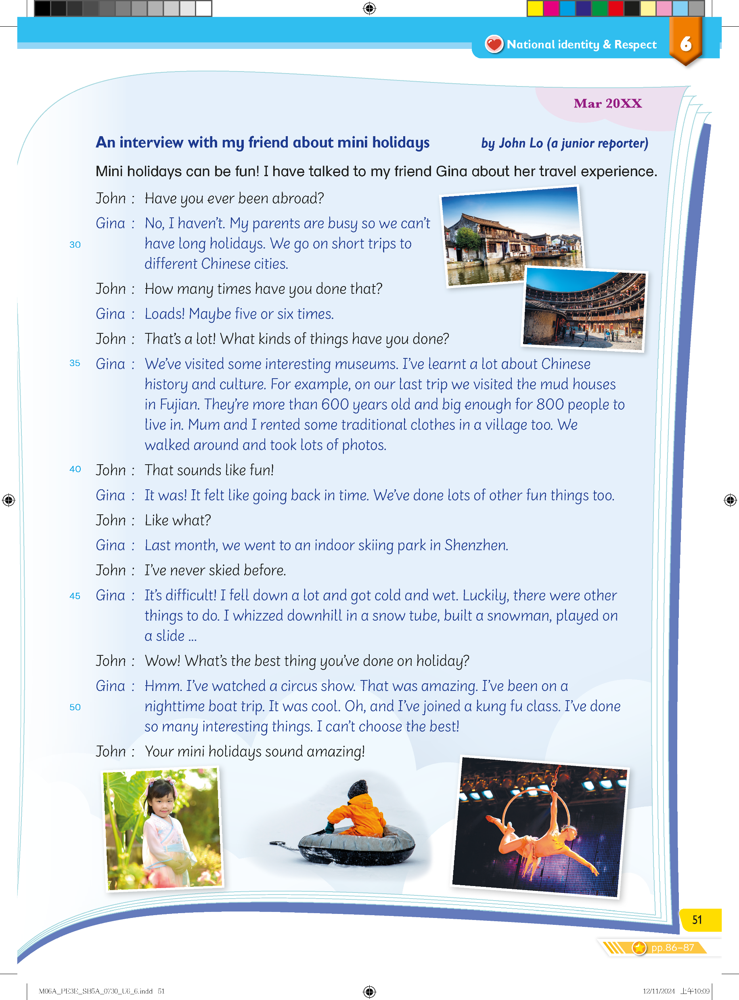 National identity & Respect
6
Mar 20XX
An interview with my friend about mini holidays by John Lo (a junior reporter)
Mini holidays can be fun! I have talked to my friend Gina about her travel experience.
John : Have you ever been abroad?
Gina : No, I haven't. My parents are busy so we can't
30 have long holidays. We go on short trips to
different Chinese cities.
John : How many times have you done that?
Gina : Loads! Maybe five or six times.
John : That's a lot! What kinds of things have you done?
35 Gina : We've visited some interesting museums. I've learnt a lot about Chinese
history and culture. For example, on our last trip we visited the mud houses
in Fujian. They're more than 600 years old and big enough for 800 people to
live in. Mum and I rented some traditional clothes in a village too. We
walked around and took lots of photos.
40 John : That sounds like fun!
Gina : It was! It felt like going back in time. We've done lots of other fun things too.
John : Like what?
Gina : Last month, we went to an indoor skiing park in Shenzhen.
John : I've never skied before.
45 Gina : It's difficult! I fell down a lot and got cold and wet. Luckily, there were other
things to do. I whizzed downhill in a snow tube, built a snowman, played on
a slide ...
John : Wow! What's the best thing you've done on holiday?
Gina : Hmm. I've watched a circus show. That was amazing. I've been on a
50 nighttime boat trip. It was cool. Oh, and I've joined a kung fu class. I've done
so many interesting things. I can't choose the best!
John : Your mini holidays sound amazing!
51
pp.86–87
M06A_PE3E_SB5A_0730_U6_6.indd 51
12/11/2024 上午10:09